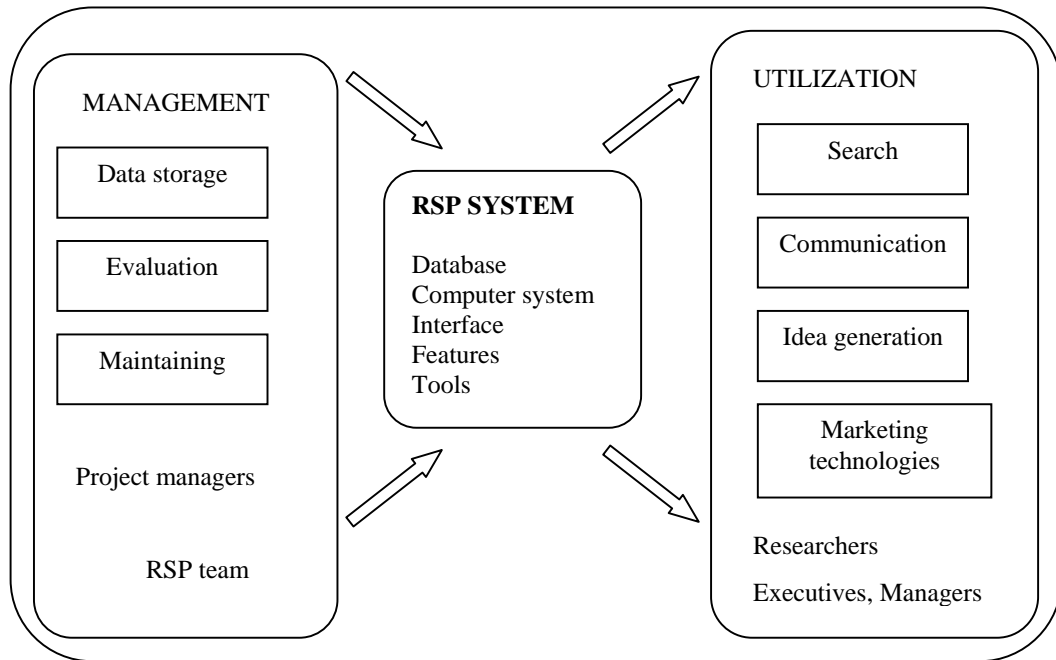 MANAGEMENT
Data storage
Evaluation
Maintaining
Project managers
RSP team
RSP SYSTEM
Database
Computer system
Interface
Features
Tools
UTILIZATION
Search
Communication
Idea generation
Marketing
technologies
Researchers
Executives, Managers